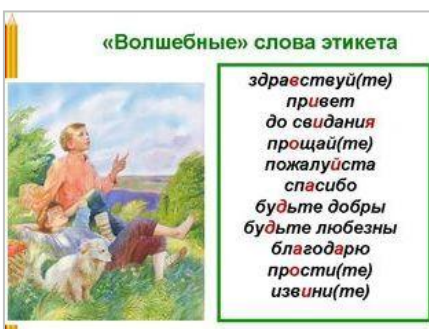 «Волшебные» слова этикета
здравствуй(те)
привет
до свидания
прощай(те)
пожалуйста
спасибо
будьте добры
будьте любезны
благодарю
прости(те)
извини(те)